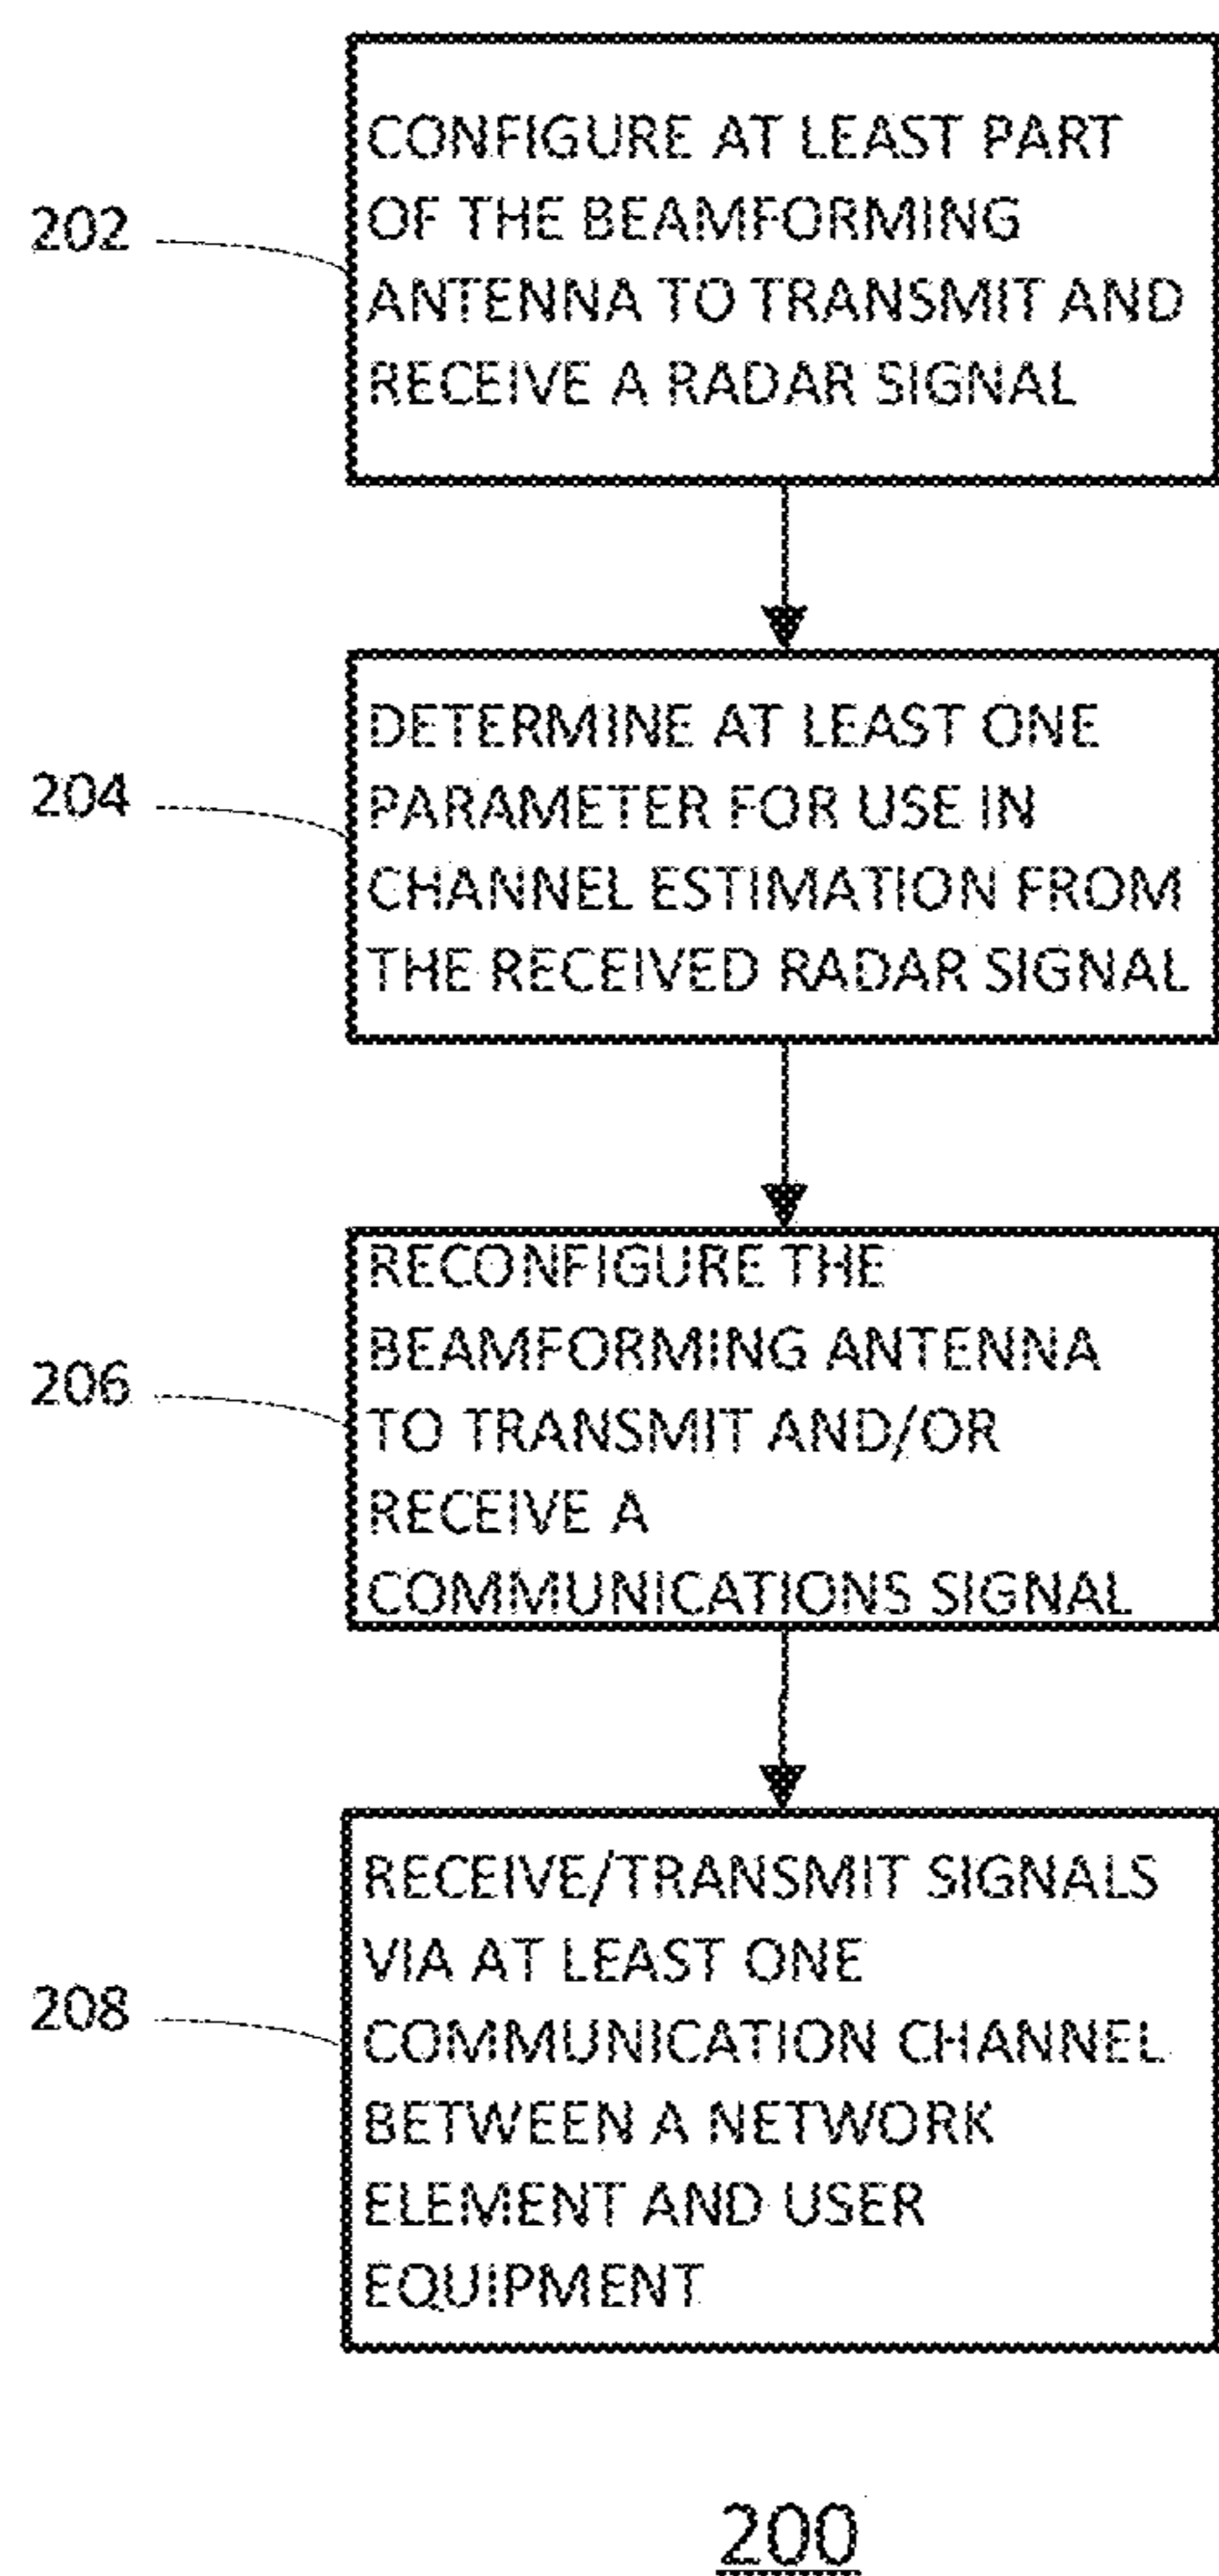 202
CONFIGURE AT LEAST PART
OF THE BEAMFORMING
ANTENNA TO TRANSMIT AND
RECEIVE A RADAR SIGNAL
204
DETERMINE AT LEAST ONE
PARAMETER FOR USE IN
CHANNEL ESTIMATION FROM
THE RECEIVED RADAR SIGNAL
206
RECONFIGURE THE
BEAMFORMING ANTENNA
TO TRANSMIT AND/OR
RECEIVE A
COMMUNICATIONS SIGNAL
208
RECEIVE/TRANSMIT SIGNALS
VIA AT LEAST ONE
COMMUNICATION CHANNEL
BETWEEN A NETWORK
ELEMENT AND USER
EQUIPMENT
200